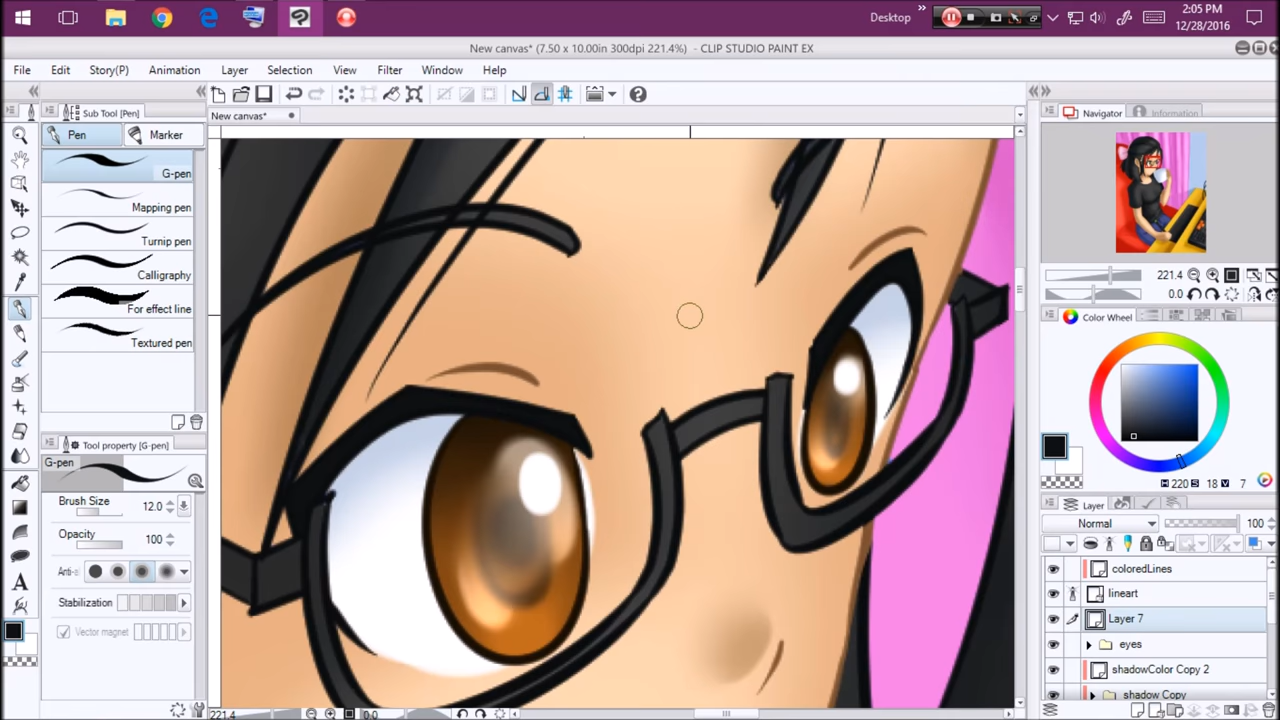 Desktop
2:05 PM
12/28/2016
New canvas* (7.50 x 10.00in 300dpi 221.4%) - CLIP STUDIO PAINT EX
File Edit Story(P) Animation Layer Selection View Filter Window Help
Sub Tool [Pen]
New canvas*
Navigator
Information
Pen
Marker
G-pen
Mapping pen
Turnip pen
Calligraphy
For effect line
Textured pen
221.4
0.0
Color Wheel
Tool property [G-pen]
G-pen
H 220 S 18 V 7
Brush Size 12.0
Layer
Opacity 100
Normal 100
Stabilization
Vector magnet
coloredLines
lineart
Layer 7
eyes
shadowColor Copy 2
shadow Copy
221.4
0.0